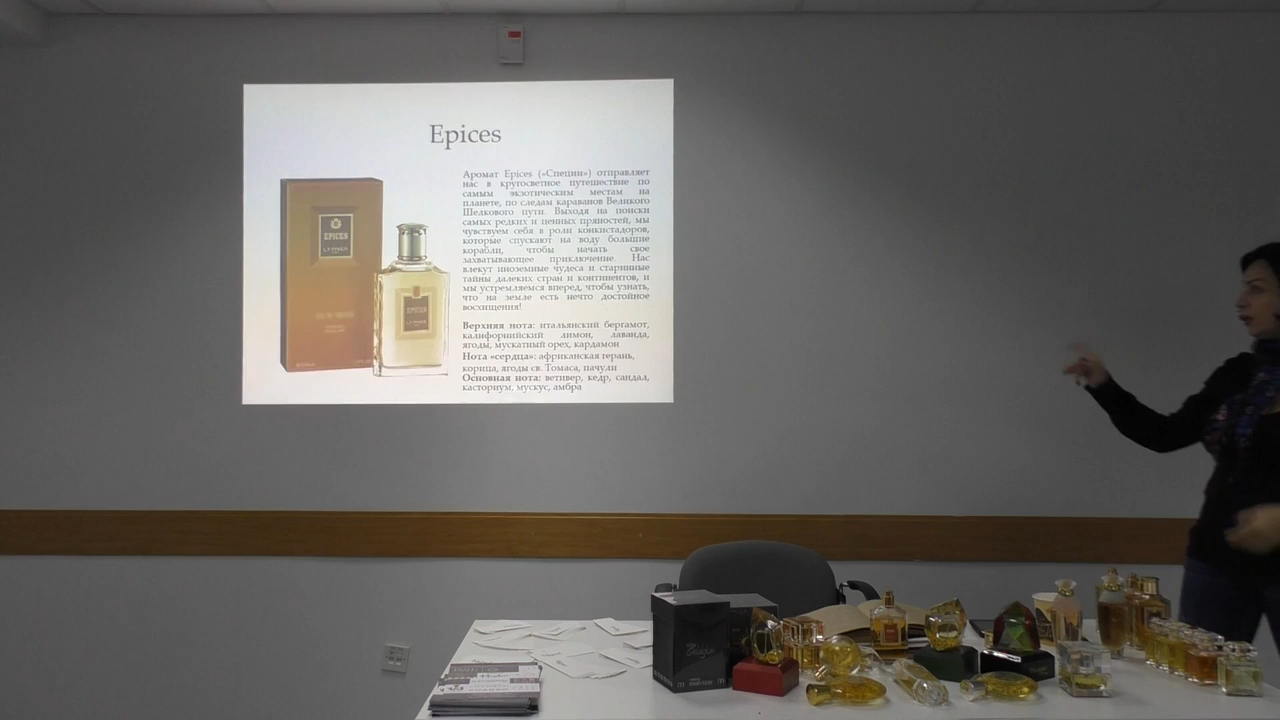 Epices
Аромат Epices («Специи») отправляет
нас в кругосветное путешествие по
самым экзотическим местам на
планете, по следам караванов Великого
Шелкового пути. Выходя на поиски
самых редких и ценных пряностей, мы
чувствуем себя в роли конкистадоров,
которые спускают на воду большие
корабли, чтобы начать свое
захватывающее приключение. Нас
влекут иноземные чудеса и старинные
тайны далеких стран и континентов, и
мы устремляемся вперед, чтобы узнать,
что на земле есть нечто достойное
восхищения!
Верхняя нота: итальянский бергамот,
калифорнийский лимон, лаванда,
ягоды, мускатный орех, кардамон
Нота «сердца»: африканская герань,
корица, ягоды св. Томаса, пачули
Основная нота: ветивер, кедр, сандал,
касториум, мускус, амбра
EPICES
EPICES